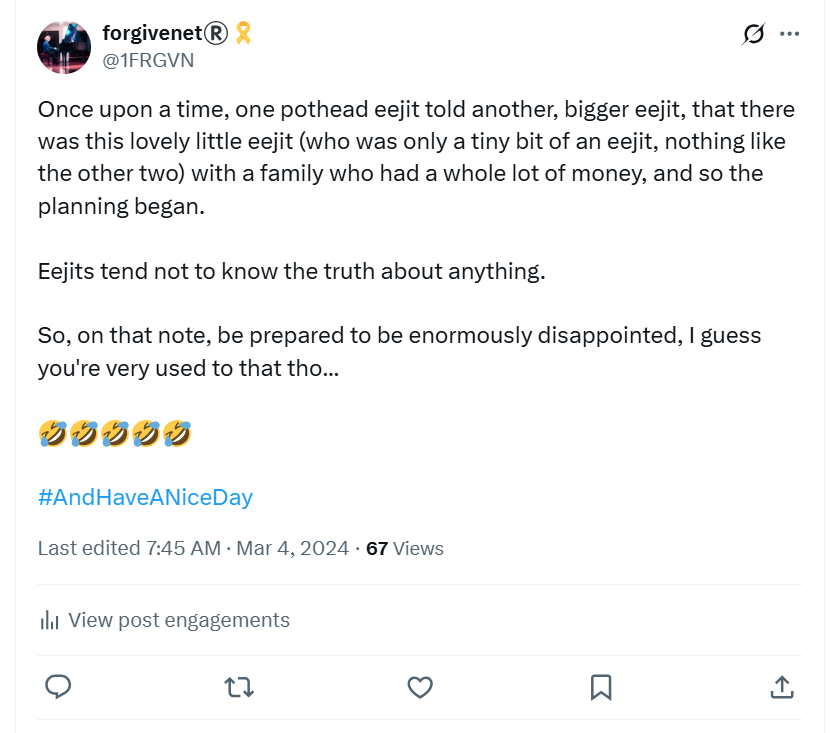 forgivenet®🎗️
@1FRGVN
Once upon a time, one pothead eejit told another, bigger eejit, that there
was this lovely little eejit (who was only a tiny bit of an eejit, nothing like
the other two) with a family who had a whole lot of money, and so the
planning began.
Eejits tend not to know the truth about anything.
So, on that note, be prepared to be enormously disappointed, I guess
you're very used to that tho...
🤣🤣🤣🤣🤣
#AndHaveANiceDay
Last edited 7:45 AM · Mar 4, 2024 · 67 Views
View post engagements